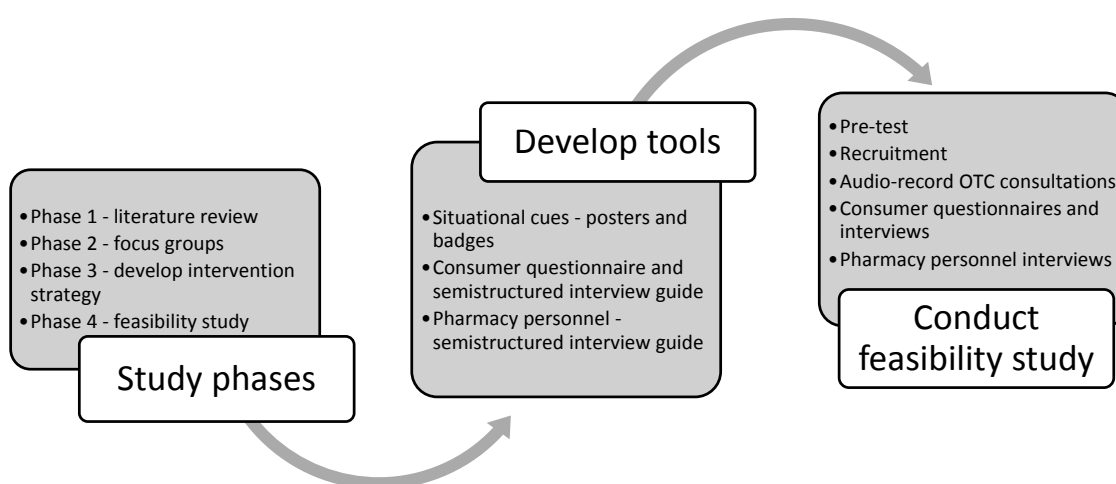 •Phase 1 - literature review
•Phase 2 - focus groups
•Phase 3 - develop intervention
strategy
•Phase 4 - feasibility study
Study phases
Develop tools
•Situational cues - posters and
badges
•Consumer questionnaire and
semistructured interview guide
•Pharmacy personnel -
semistructured interview guide
•Pre-test
•Recruitment
•Audio-record OTC consultations
•Consumer questionnaires and
interviews
•Pharmacy personnel interviews
Conduct
feasibility study